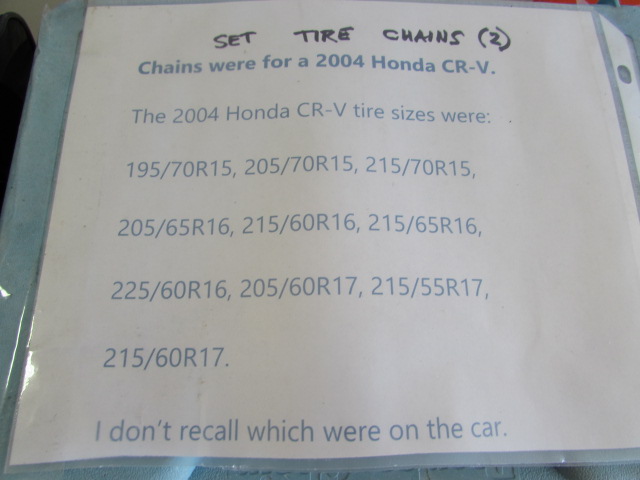 SET TIRE CHAINS (2)
Chains were for a 2004 Honda CR-V.
The 2004 Honda CR-V tire sizes were:
195/70R15, 205/70R15, 215/70R15,
205/65R16, 215/60R16, 215/65R16,
225/60R16, 205/60R17, 215/55R17,
215/60R17.
I don't recall which were on the car.